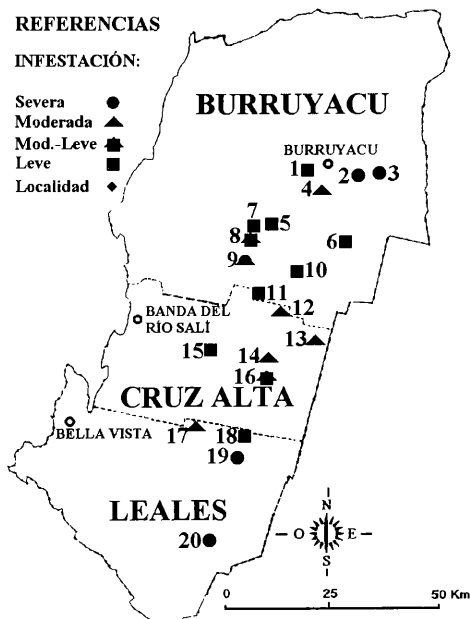 REFERENCIAS
INFESTACIÓN:
Severa
Moderada
Mod.-Leve
Leve
Localidad
BURRUYACU
BURRUYACU
1
2
3
4
7
5
8
6
9
10
11
12
BANDA DEL
RÍO SALÍ
13
15
14
16
CRUZ ALTA
BELLA VISTA
17
18
19
LEALES
20
N
O
E
S
0
25
50 Km